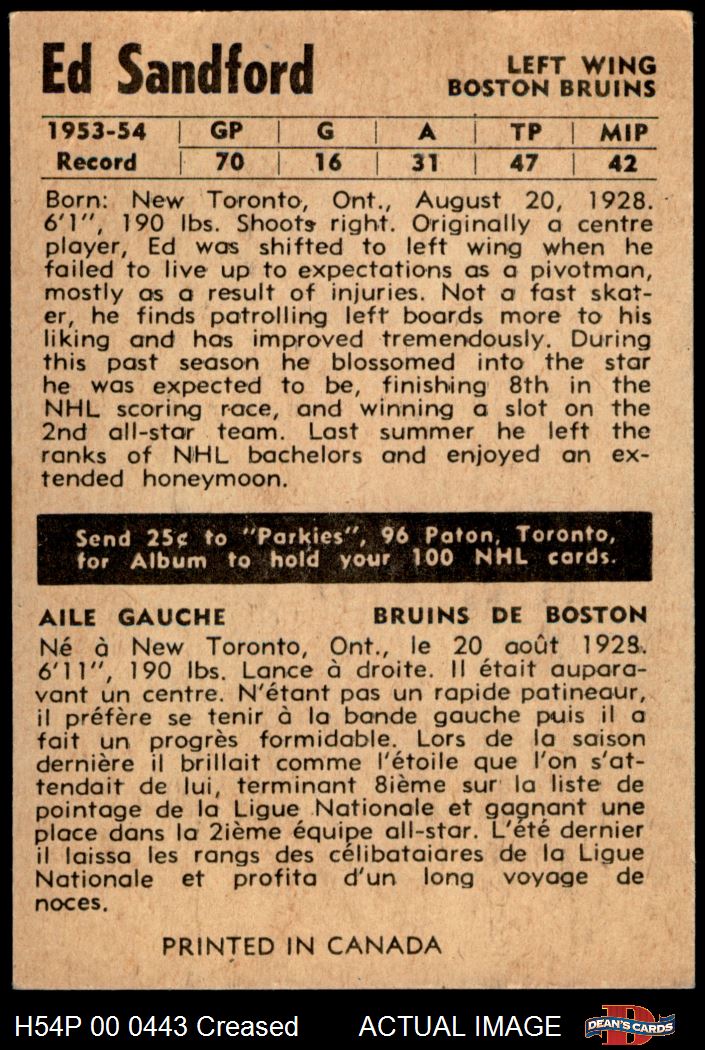 Ed Sandford
LEFT WING
BOSTON BRUINS
1953-54 | GP | G | A | TP | MIP
Record | 70 | 16 | 31 | 47 | 42
Born: New Toronto, Ont., August 20, 1928.
6'1", 190 lbs. Shoots right. Originally a centre
player, Ed was shifted to left wing when he
failed to live up to expectations as a pivotman,
mostly as a result of injuries. Not a fast skat-
er, he finds patrolling left boards more to his
liking and has improved tremendously. During
this past season he blossomed into the star
he was expected to be, finishing 8th in the
NHL scoring race, and winning a slot on the
2nd all-star team. Last summer he left the
ranks of NHL bachelors and enjoyed an ex-
tended honeymoon.
Send 25¢ to "Parkies", 96 Paton, Toronto,
for Album to hold your 100 NHL cards.
AILE GAUCHE BRUINS DE BOSTON
Né à New Toronto, Ont., le 20 août 1928.
6'11", 190 lbs. Lance à droite. Il était aupara-
vant un centre. N'étant pas un rapide patineaur,
il préfère se tenir à la bande gauche puis il a
fait un progrès formidable. Lors de la saison
dernière il brillait comme l'étoile que l'on s'at-
tendait de lui, terminant 8ième sur la liste de
pointage de la Ligue Nationale et gagnant une
place dans la 2ième équipe all-star. L'été dernier
il laissa les rangs des célibataiares de la Ligue
Nationale et profita d'un long voyage de
noces.
PRINTED IN CANADA
H54P 00 0443 Creased ACTUAL IMAGE D DEAN'S CARDS